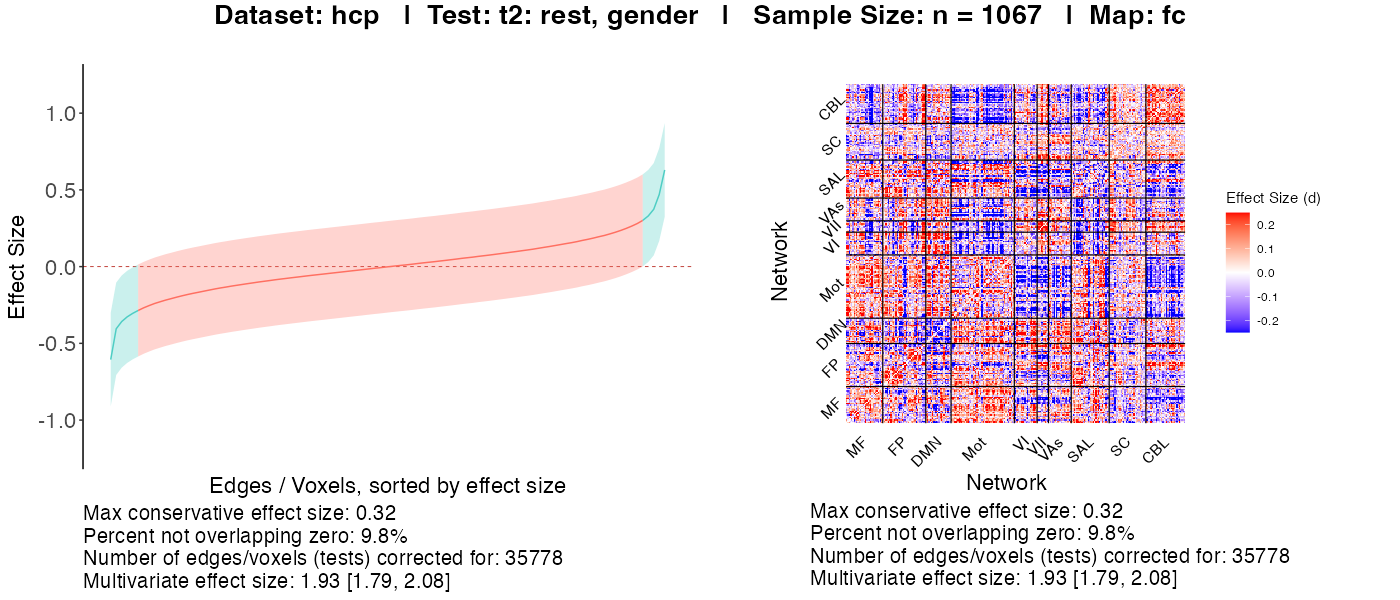 Dataset: hcp | Test: t2: rest, gender | Sample Size: n = 1067 | Map: fc
Effect Size
1.0
0.5
0.0
-0.5
-1.0
Edges / Voxels, sorted by effect size
Max conservative effect size: 0.32
Percent not overlapping zero: 9.8%
Number of edges/voxels (tests) corrected for: 35778
Multivariate effect size: 1.93 [1.79, 2.08]
Network
CBL
SC
SAL
VAs
VII
VI
Mot
DMN
FP
MF
MF
FP
DMN
Mot
VI
VII
VAs
SAL
SC
CBL
Network
Effect Size (d)
0.2
0.1
0.0
-0.1
-0.2
Max conservative effect size: 0.32
Percent not overlapping zero: 9.8%
Number of edges/voxels (tests) corrected for: 35778
Multivariate effect size: 1.93 [1.79, 2.08]